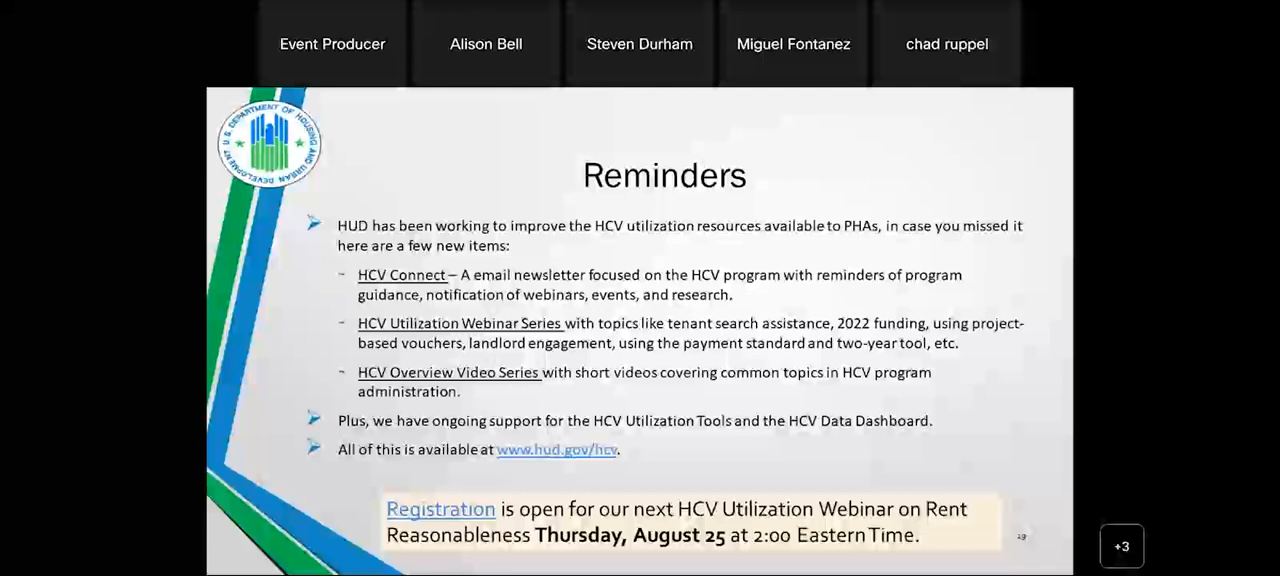 Event Producer
Alison Bell
Steven Durham
Miguel Fontanez
chad ruppel
U.S. DEPARTMENT OF HOUSING AND URBAN DEVELOPMENT
Reminders
HUD has been working to improve the HCV utilization resources available to PHAs, in case you missed it
here are a few new items:
- HCV Connect – A email newsletter focused on the HCV program with reminders of program
guidance, notification of webinars, events, and research.
- HCV Utilization Webinar Series with topics like tenant search assistance, 2022 funding, using project-
based vouchers, landlord engagement, using the payment standard and two-year tool, etc.
- HCV Overview Video Series with short videos covering common topics in HCV program
administration.
Plus, we have ongoing support for the HCV Utilization Tools and the HCV Data Dashboard.
All of this is available at www.hud.gov/hcv.
Registration is open for our next HCV Utilization Webinar on Rent
Reasonableness Thursday, August 25 at 2:00 Eastern Time.
+3